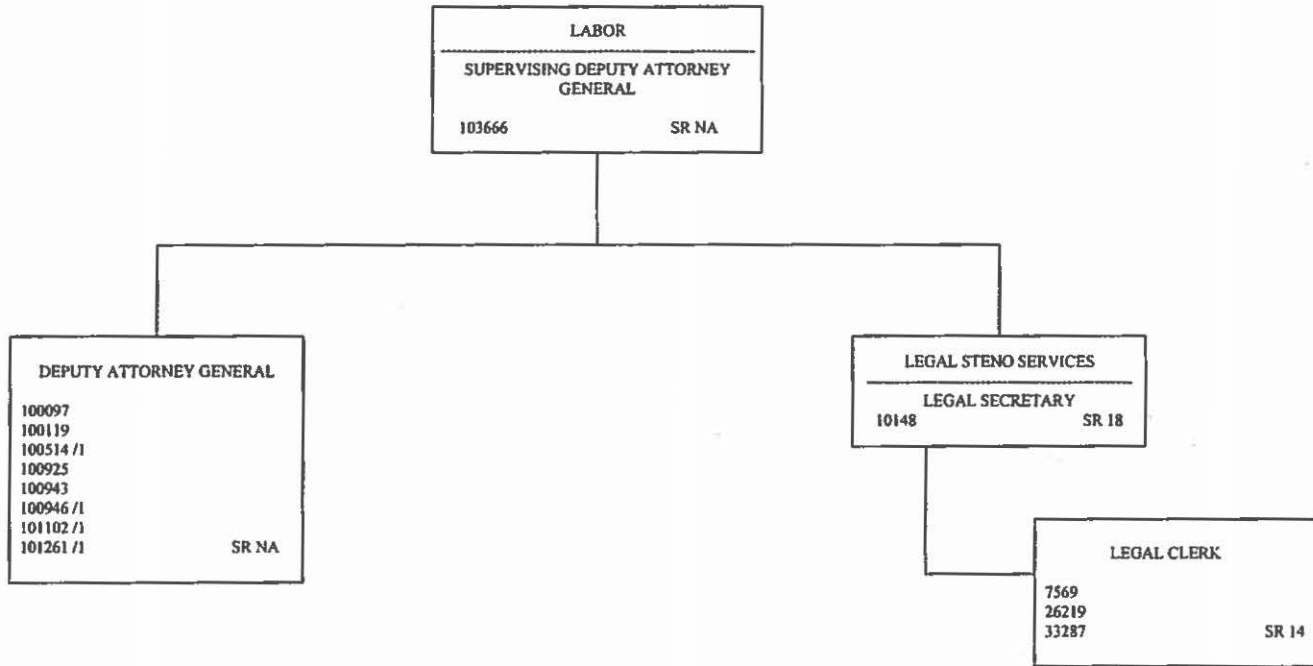 LABOR
SUPERVISING DEPUTY ATTORNEY
GENERAL
103666 SR NA
DEPUTY ATTORNEY GENERAL
100097
100119
100514 /1
100925
100943
100946 /1
101102 /1
101261 /1 SR NA
LEGAL STENO SERVICES
LEGAL SECRETARY
10148 SR 18
LEGAL CLERK
7569
26219
33287 SR 14